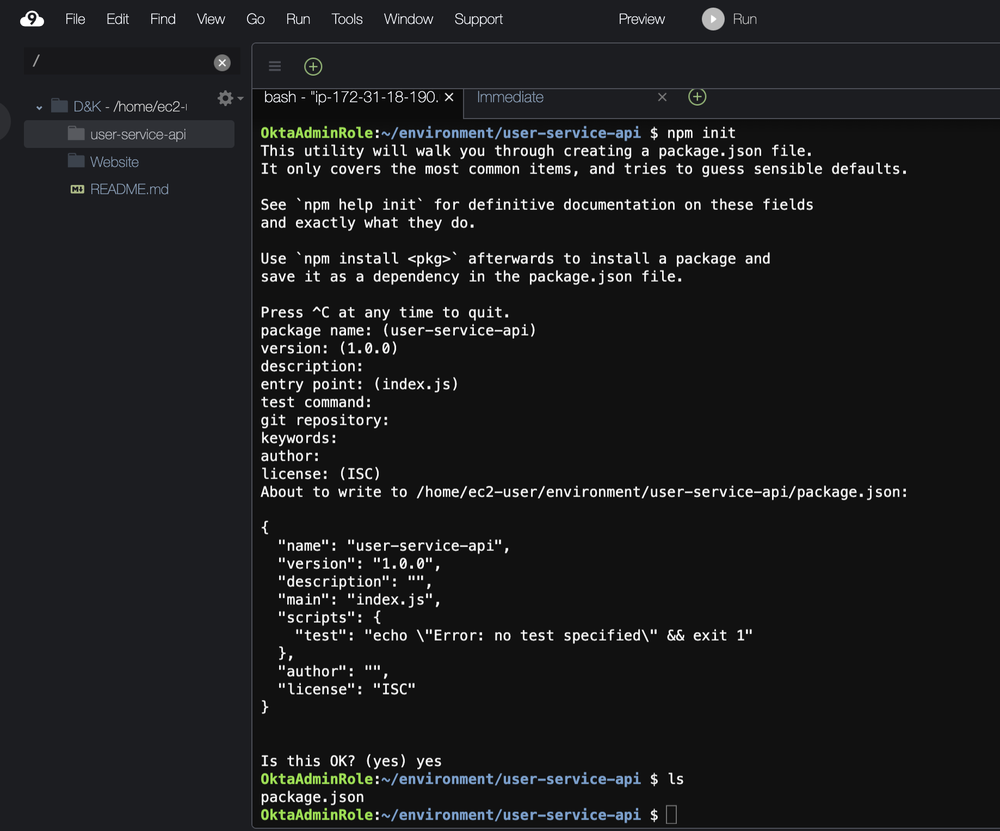 9 File Edit Find View Go Run Tools Window Support Preview Run
/
D&K - /home/ec2-
user-service-api
Website
README.md
bash - "ip-172-31-18-190. Immediate
OktaAdminRole:~/environment/user-service-api $ npm init
This utility will walk you through creating a package.json file.
It only covers the most common items, and tries to guess sensible defaults.
See `npm help init` for definitive documentation on these fields
and exactly what they do.
Use `npm install <pkg>` afterwards to install a package and
save it as a dependency in the package.json file.
Press ^C at any time to quit.
package name: (user-service-api)
version: (1.0.0)
description:
entry point: (index.js)
test command:
git repository:
keywords:
author:
license: (ISC)
About to write to /home/ec2-user/environment/user-service-api/package.json:
{
  "name": "user-service-api",
  "version": "1.0.0",
  "description": "",
  "main": "index.js",
  "scripts": {
    "test": "echo \"Error: no test specified\" && exit 1"
  },
  "author": "",
  "license": "ISC"
}
Is this OK? (yes) yes
OktaAdminRole:~/environment/user-service-api $ ls
package.json
OktaAdminRole:~/environment/user-service-api $